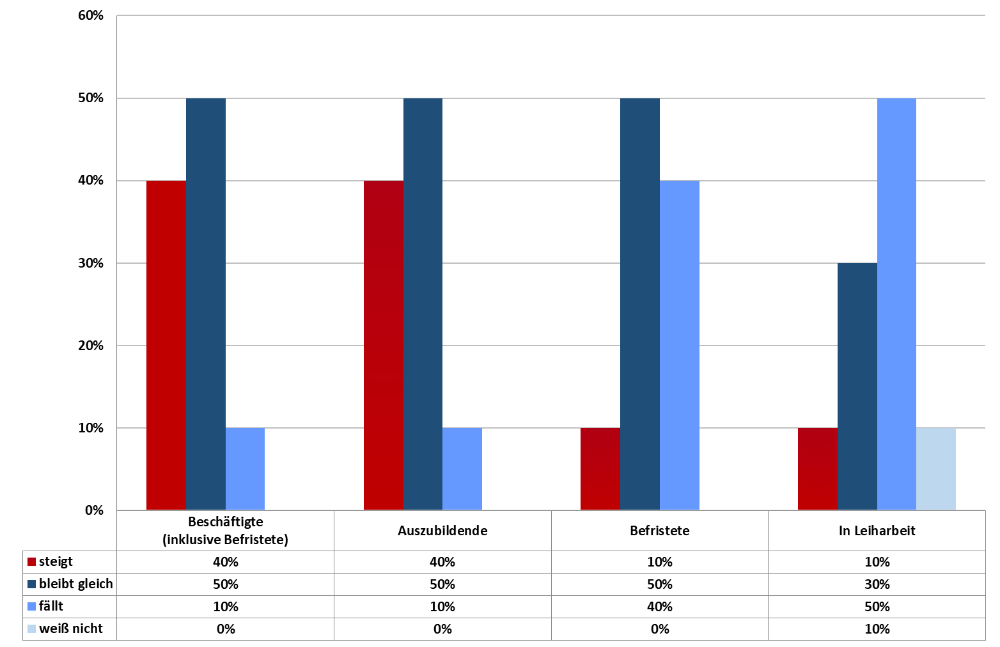 60%
50%
40%
30%
20%
10%
0%
Beschäftigte
(inklusive Befristete)
Auszubildende
Befristete
In Leiharbeit
steigt 40% 40% 10% 10%
bleibt gleich 50% 50% 50% 30%
fällt 10% 10% 40% 50%
weiß nicht 0% 0% 0% 10%